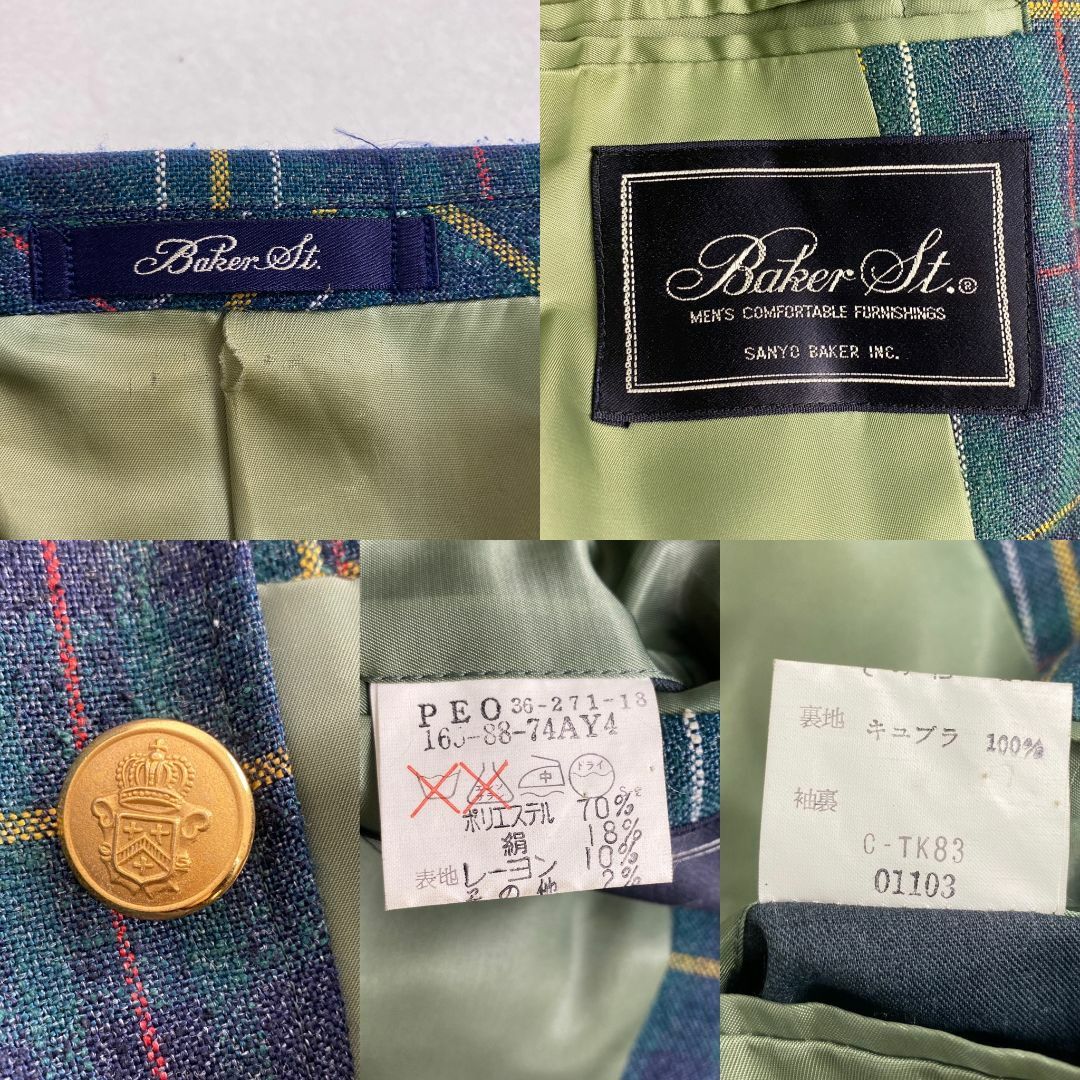 Baker St.
Baker St.®
MEN'S COMFORTABLE FURNISHINGS
SANYO BAKER INC.
PEO 36-271-18
165-88-74AY4
中 ドライ
ポリエステル 70%
絹 18%
表地 レーヨン 10%
その他 2%
裏地 キュプラ 100%
袖裏
C-TK83
01103